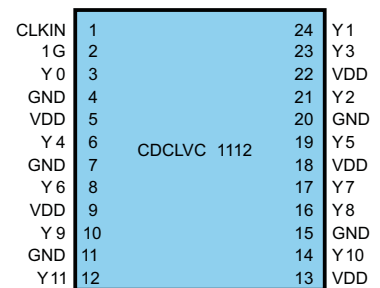 CLKIN 1 24 Y1
1G 2 23 Y3
Y0 3 22 VDD
GND 4 21 Y2
VDD 5 20 GND
Y4 6 19 Y5
CDCLVC 1112
GND 7 18 VDD
Y6 8 17 Y7
VDD 9 16 Y8
Y9 10 15 GND
GND 11 14 Y10
Y11 12 13 VDD